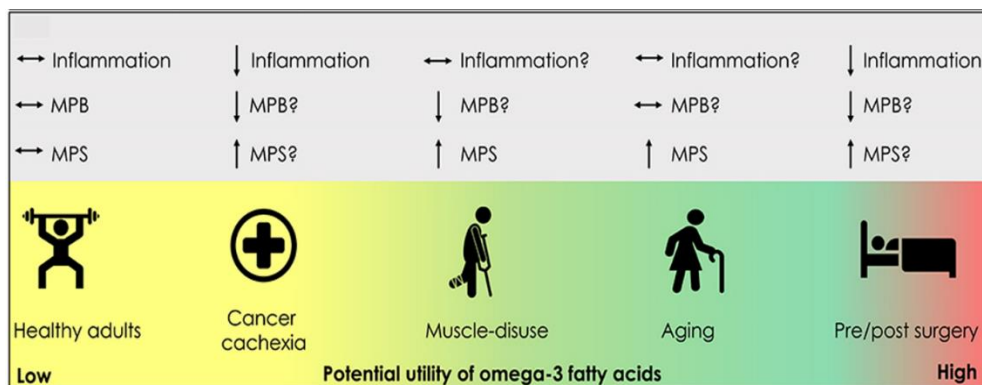 ↔ Inflammation ↓ Inflammation ↔ Inflammation? ↔ Inflammation? ↓ Inflammation
↔ MPB ↓ MPB? ↓ MPB? ↔ MPB? ↓ MPB?
↔ MPS ↑ MPS? ↑ MPS ↑ MPS ↑ MPS?
Healthy adults Cancer cachexia Muscle-disuse Aging Pre/post surgery
Low Potential utility of omega-3 fatty acids High